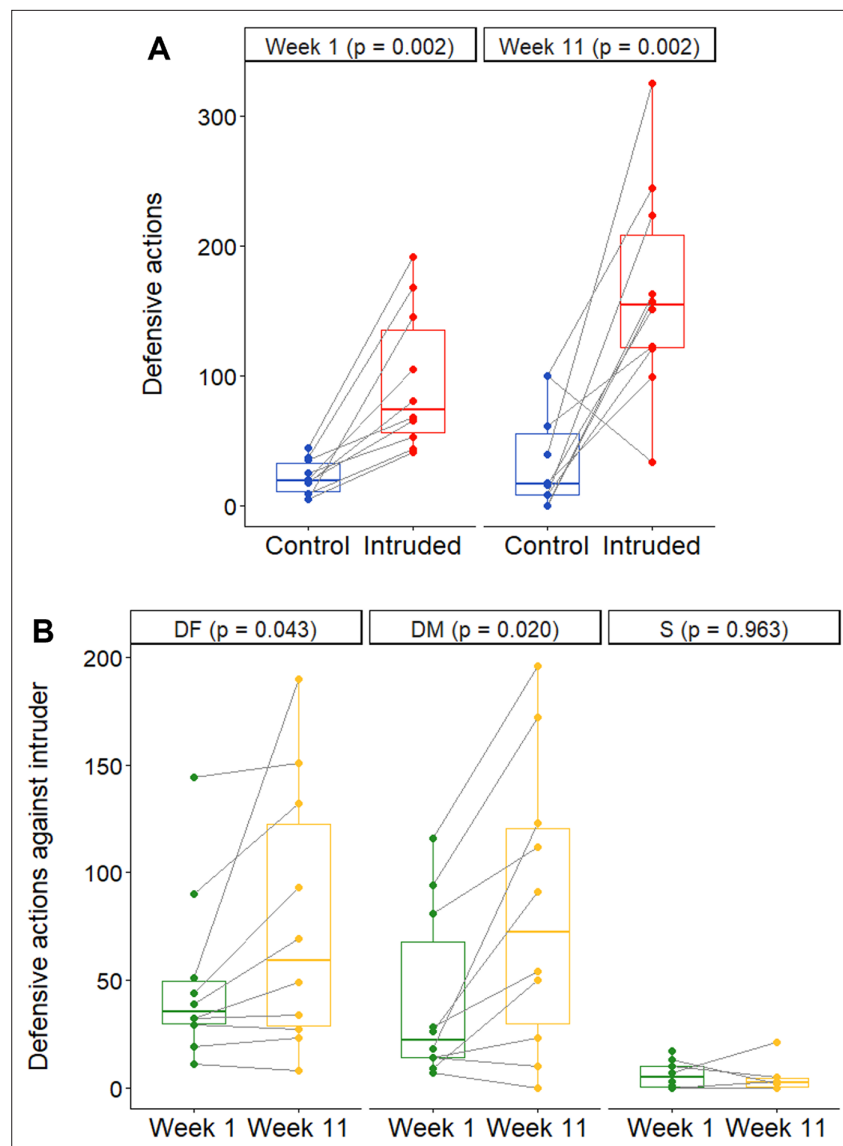 A
Week 1 (p = 0.002) Week 11 (p = 0.002)
Defensive actions
300
200
100
0
Control Intruded Control Intruded
B
DF (p = 0.043) DM (p = 0.020) S (p = 0.963)
Defensive actions against intruder
200
150
100
50
0
Week 1 Week 11 Week 1 Week 11 Week 1 Week 11